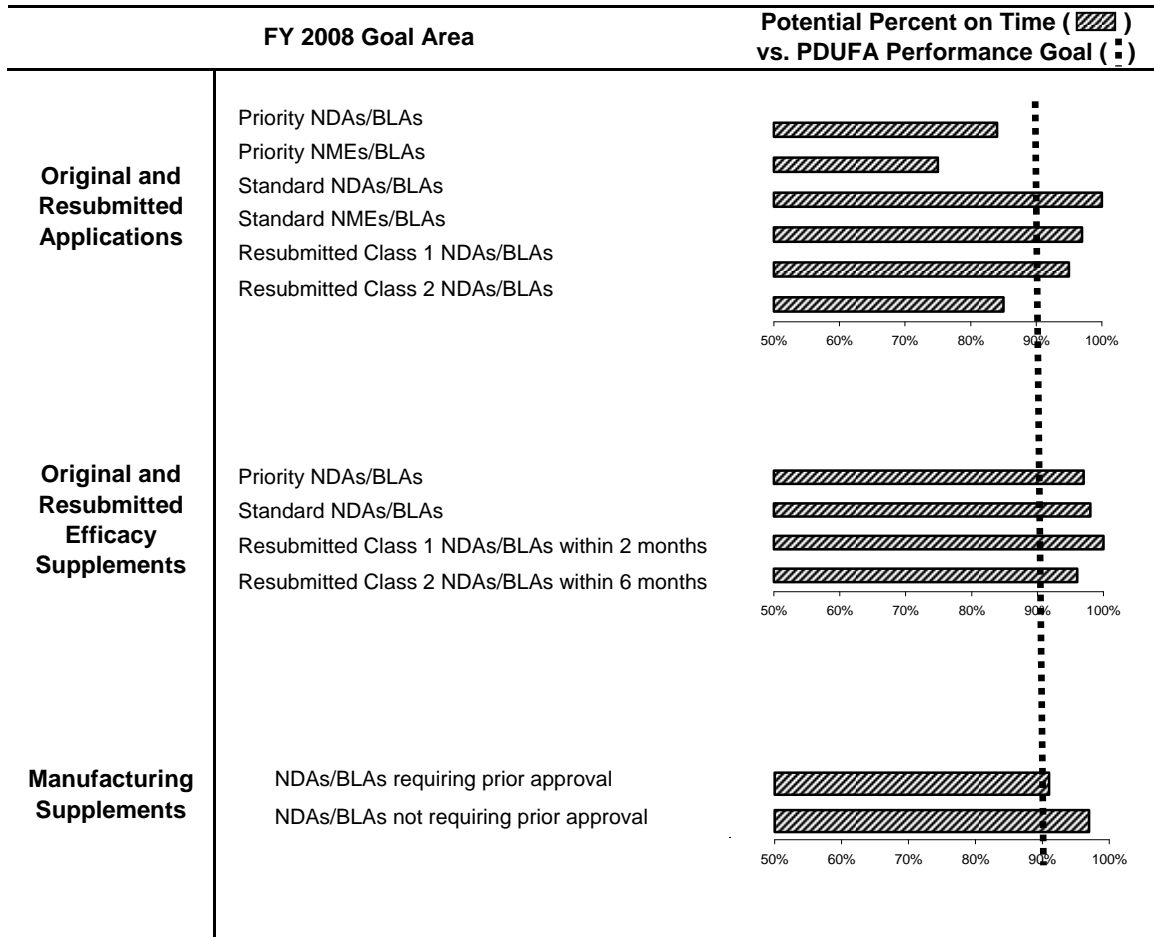 FY 2008 Goal Area
Potential Percent on Time ( )
vs. PDUFA Performance Goal ( )
Original and
Resubmitted
Applications
Priority NDAs/BLAs
Priority NMEs/BLAs
Standard NDAs/BLAs
Standard NMEs/BLAs
Resubmitted Class 1 NDAs/BLAs
Resubmitted Class 2 NDAs/BLAs
50% 60% 70% 80% 90% 100%
Original and
Resubmitted
Efficacy
Supplements
Priority NDAs/BLAs
Standard NDAs/BLAs
Resubmitted Class 1 NDAs/BLAs within 2 months
Resubmitted Class 2 NDAs/BLAs within 6 months
50% 60% 70% 80% 90% 100%
Manufacturing
Supplements
NDAs/BLAs requiring prior approval
NDAs/BLAs not requiring prior approval
50% 60% 70% 80% 90% 100%